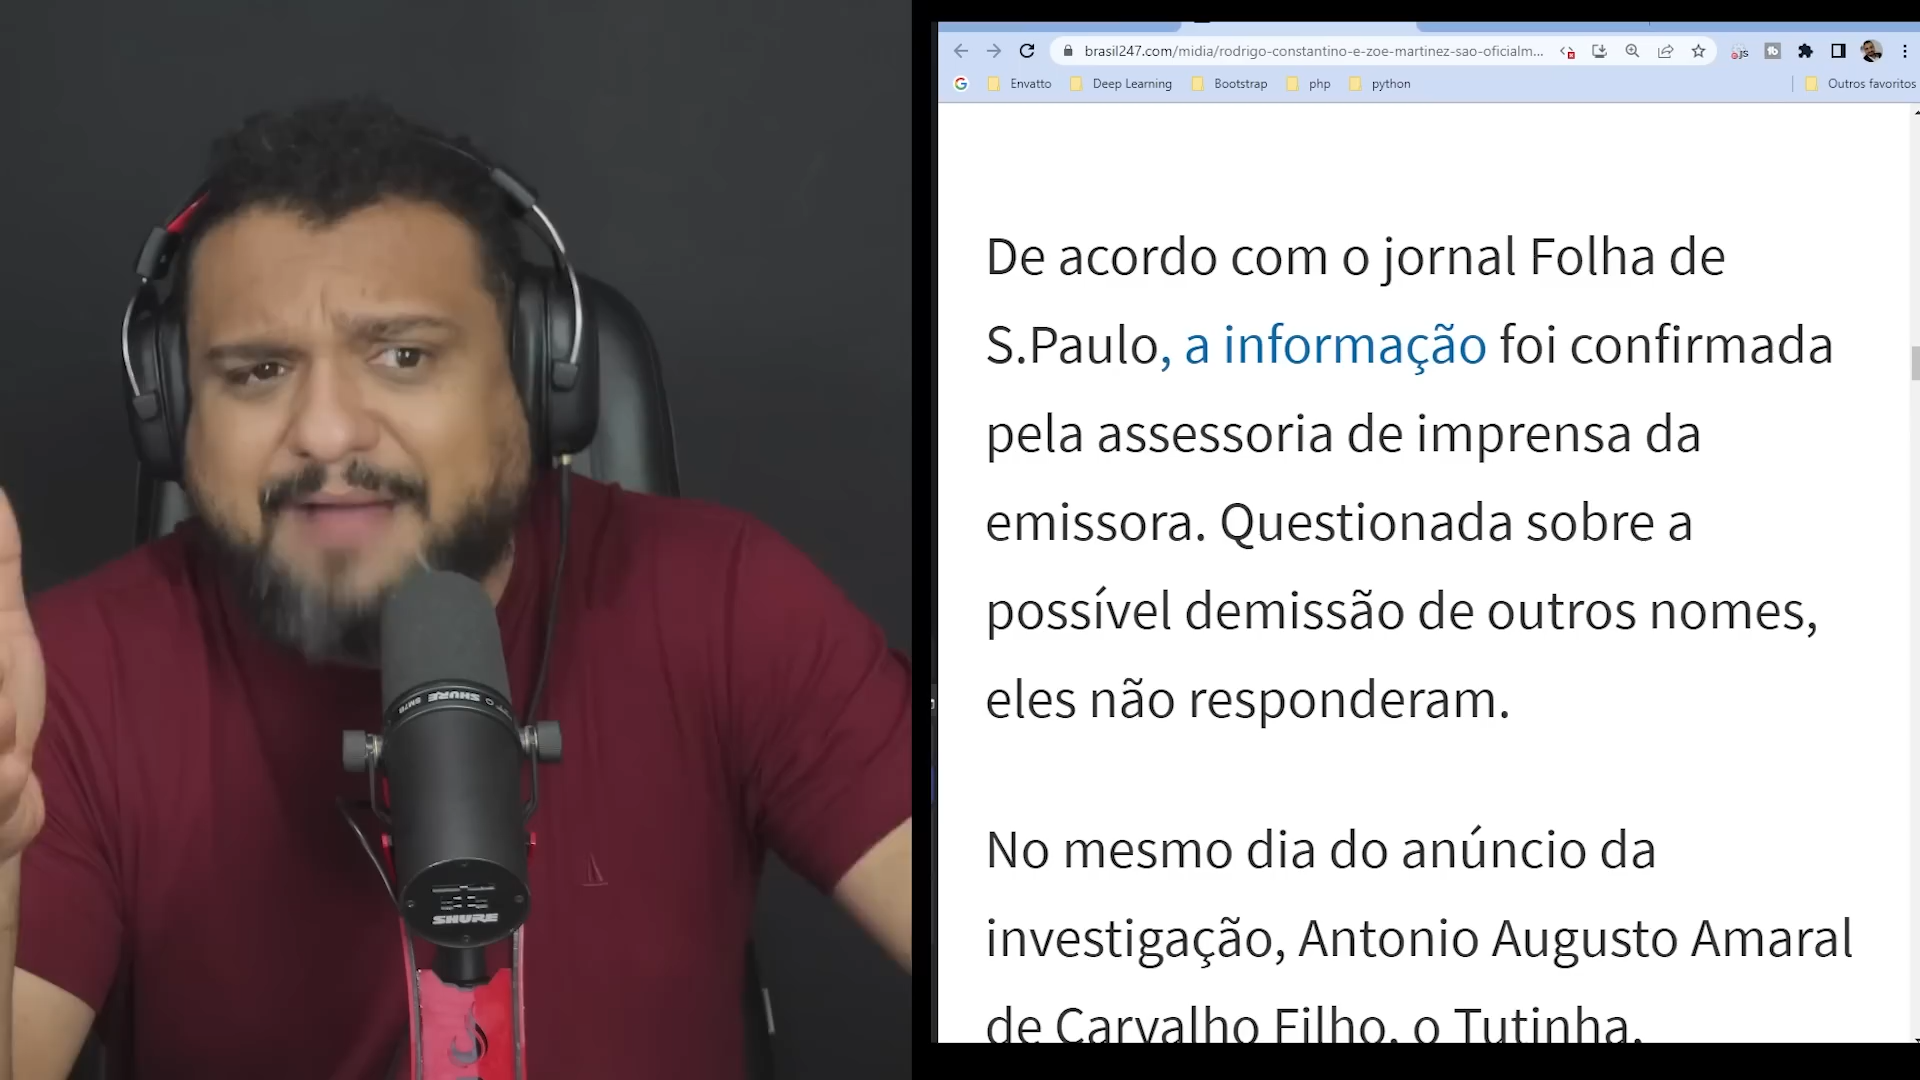 brasil247.com/midia/rodrigo-constantino-e-zoe-martinez-sao-oficialm...
Envatto
Deep Learning
Bootstrap
php
python
Outros favoritos
De acordo com o jornal Folha de
S.Paulo, a informação foi confirmada
pela assessoria de imprensa da
emissora. Questionada sobre a
possível demissão de outros nomes,
eles não responderam.
No mesmo dia do anúncio da
investigação, Antonio Augusto Amaral
de Carvalho Filho, o Tutinha,
SHURE
SM7B
SHURE